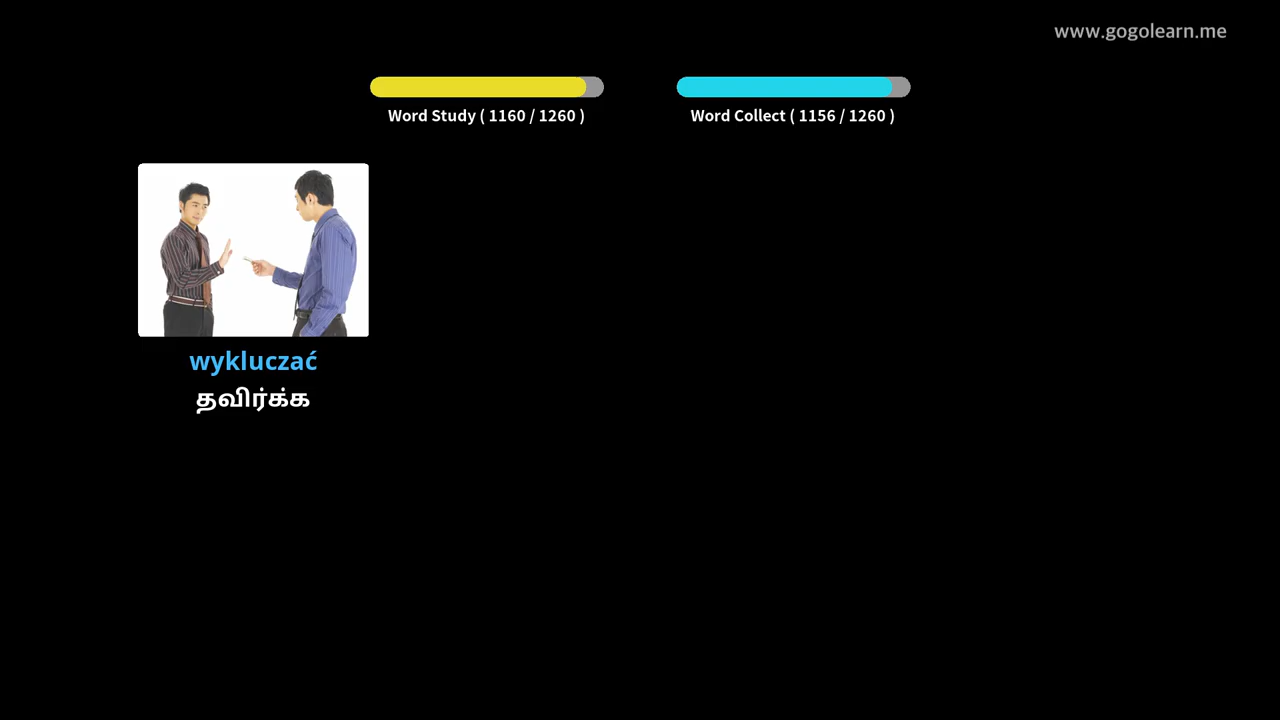 www.gogolearn.me
Word Study ( 1160 / 1260 )
Word Collect ( 1156 / 1260 )
wykluczać
தவிர்க்க